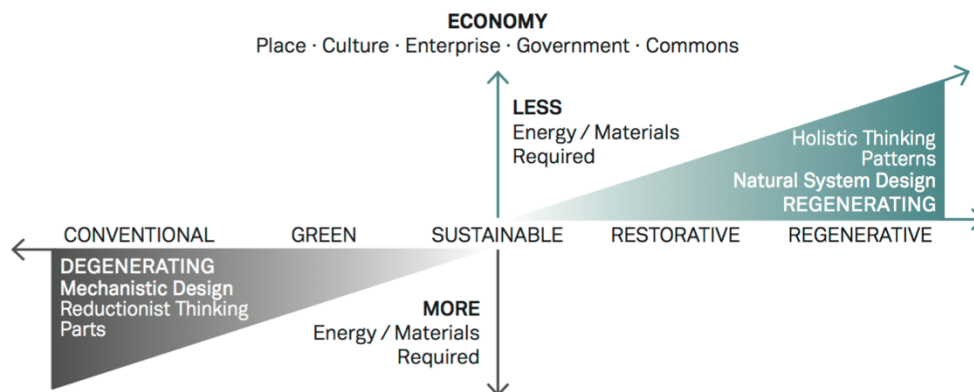 ECONOMY
Place · Culture · Enterprise · Government · Commons
LESS
Energy / Materials
Required
Holistic Thinking
Patterns
Natural System Design
REGENERATING
CONVENTIONAL GREEN SUSTAINABLE RESTORATIVE REGENERATIVE
DEGENERATING
Mechanistic Design
Reductionist Thinking
Parts
MORE
Energy / Materials
Required